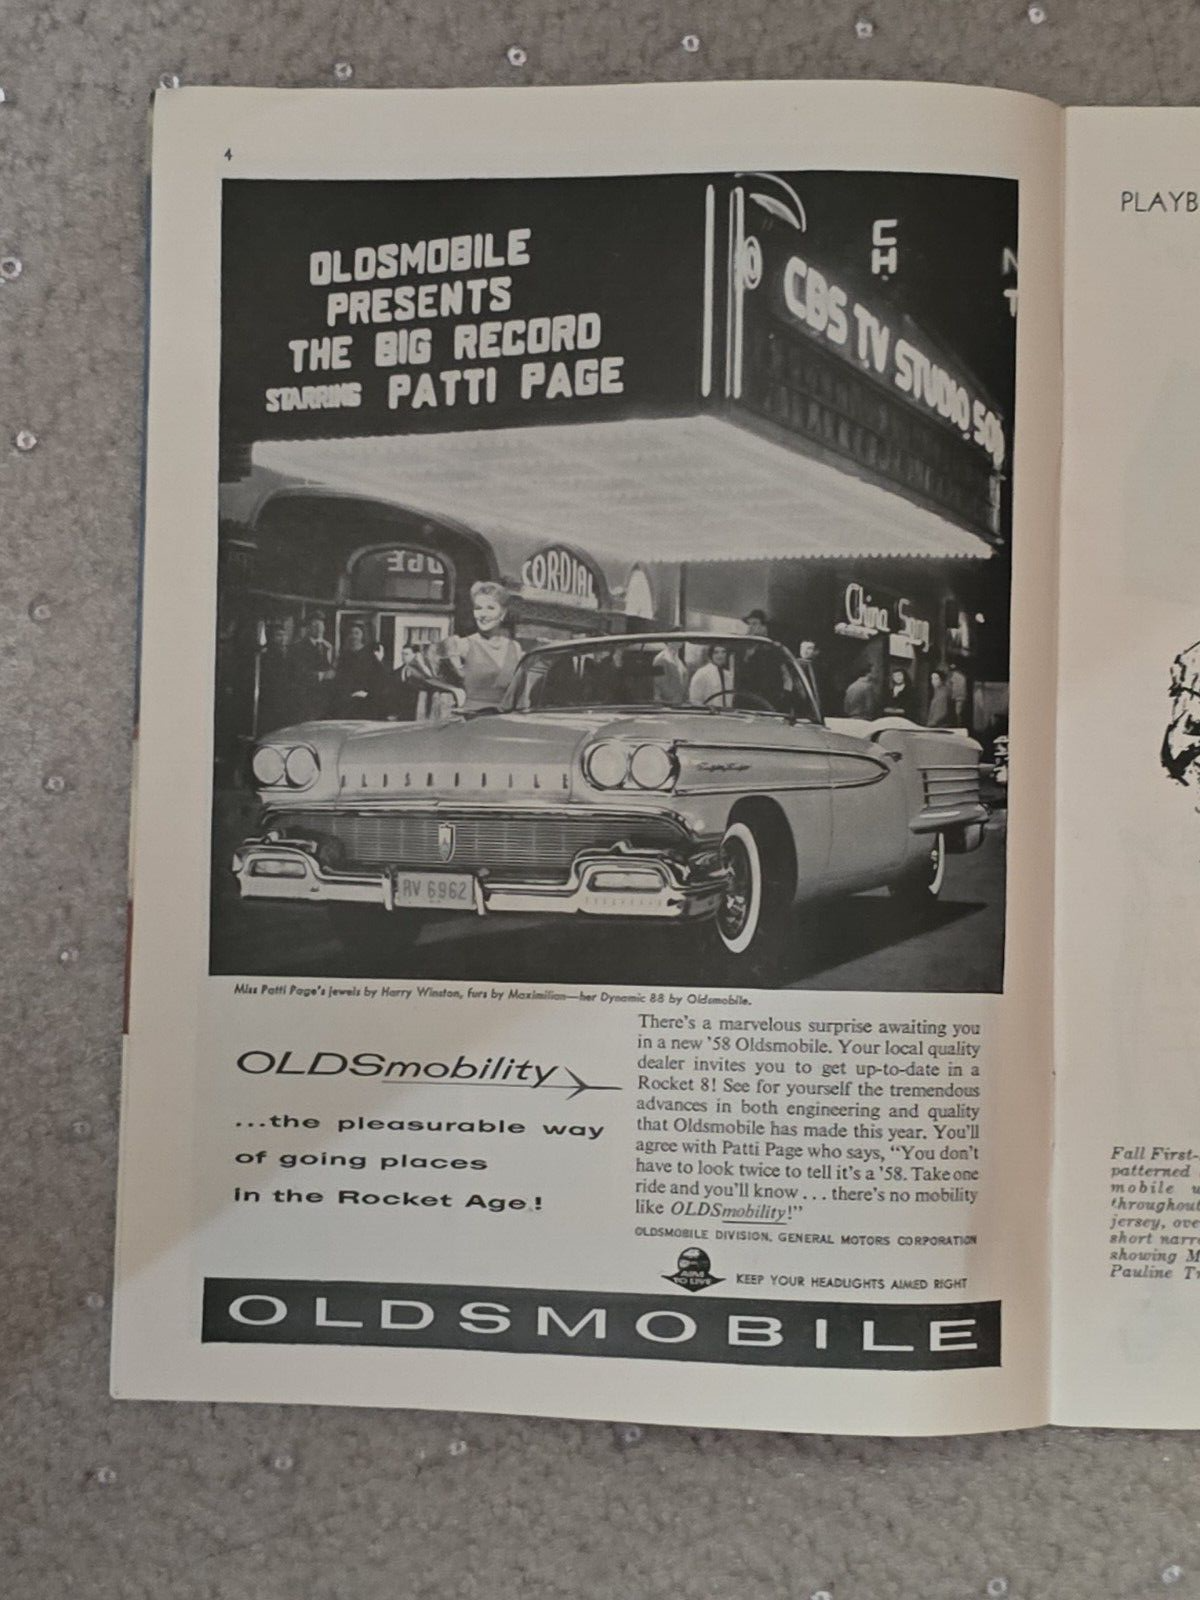 4
OLDSMOBILE
PRESENTS
THE BIG RECORD
STARRING PATTI PAGE
CBS TV STUDIO 50
CORDIAL
China
OLDSMOBILE
RV 6962
Miss Patti Page's jewels by Harry Winston, furs by Maximilian—her Dynamic 88 by Oldsmobile.
OLDSmobility
...the pleasurable way
of going places
in the Rocket Age!
There's a marvelous surprise awaiting you
in a new '58 Oldsmobile. Your local quality
dealer invites you to get up-to-date in a
Rocket 8! See for yourself the tremendous
advances in both engineering and quality
that Oldsmobile has made this year. You'll
agree with Patti Page who says, "You don't
have to look twice to tell it's a '58. Take one
ride and you'll know . . . there's no mobility
like OLDSmobility!"
OLDSMOBILE DIVISION, GENERAL MOTORS CORPORATION
AIM
TO LIVE
KEEP YOUR HEADLIGHTS AIMED RIGHT
OLDSMOBILE
PLAYB
Fall First-
patterned
mobile
throughout
jersey, ove
short narr
showing M
Pauline Tr